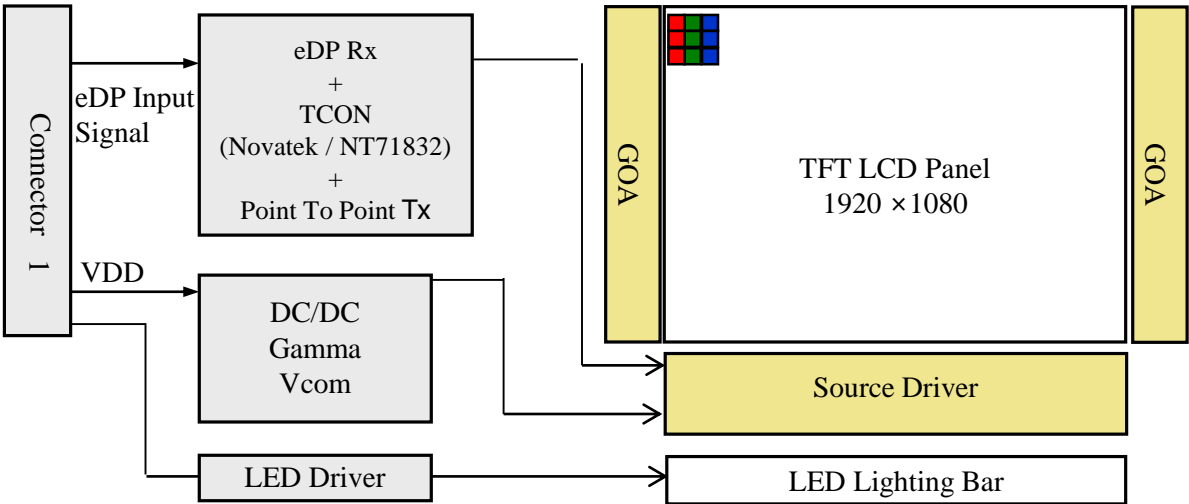 Connector 1
eDP Input
Signal
VDD
eDP Rx
+
TCON
(Novatek / NT71832)
+
Point To Point Tx
DC/DC
Gamma
Vcom
LED Driver
GOA
TFT LCD Panel
1920 ×1080
GOA
Source Driver
LED Lighting Bar